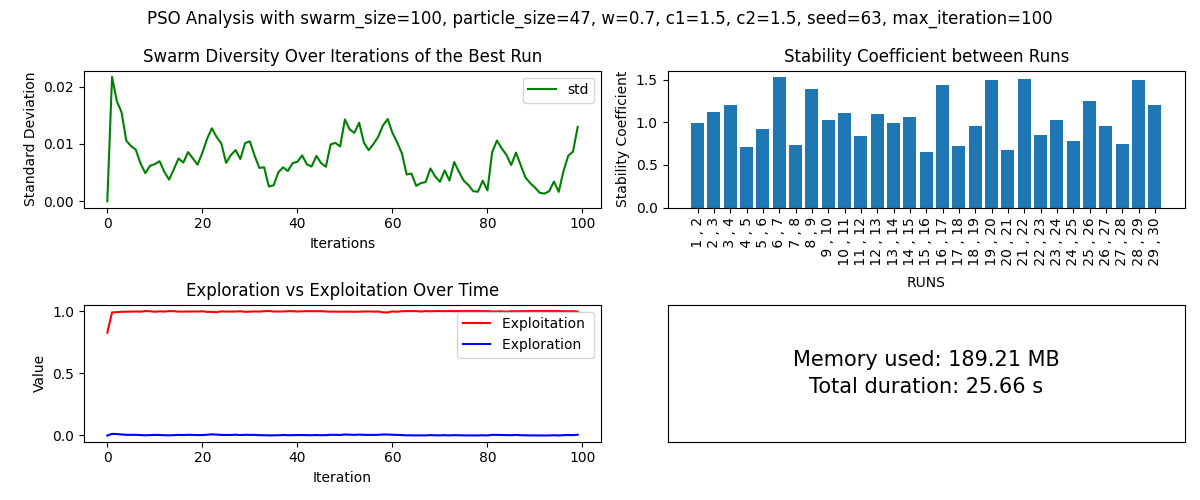 PSO Analysis with swarm_size=100, particle_size=47, w=0.7, c1=1.5, c2=1.5, seed=63, max_iteration=100
Swarm Diversity Over Iterations of the Best Run
Standard Deviation
0.02
0.01
0.00
std
0 20 40 60 80 100
Iterations
Stability Coefficient between Runs
Stability Coefficient
1.5
1.0
0.5
0.0
1 , 2
2 , 3
3 , 4
4 , 5
5 , 6
6 , 7
7 , 8
8 , 9
9 , 10
10 , 11
11 , 12
12 , 13
13 , 14
14 , 15
15 , 16
16 , 17
17 , 18
18 , 19
19 , 20
20 , 21
21 , 22
22 , 23
23 , 24
24 , 25
25 , 26
26 , 27
27 , 28
28 , 29
29 , 30
RUNS
Exploration vs Exploitation Over Time
Value
1.0
0.5
0.0
Exploitation
Exploration
0 20 40 60 80 100
Iteration
Memory used: 189.21 MB
Total duration: 25.66 s